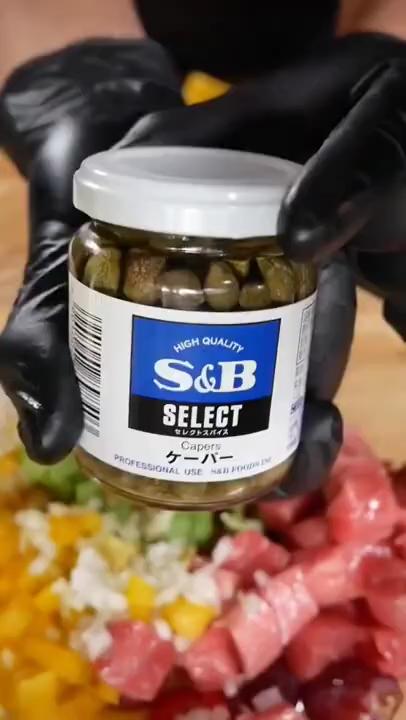 HIGH QUALITY
S&B
SELECT
セレクトスパイス
Capers
ケーパー
PROFESSIONAL USE S&B FOODS INC.